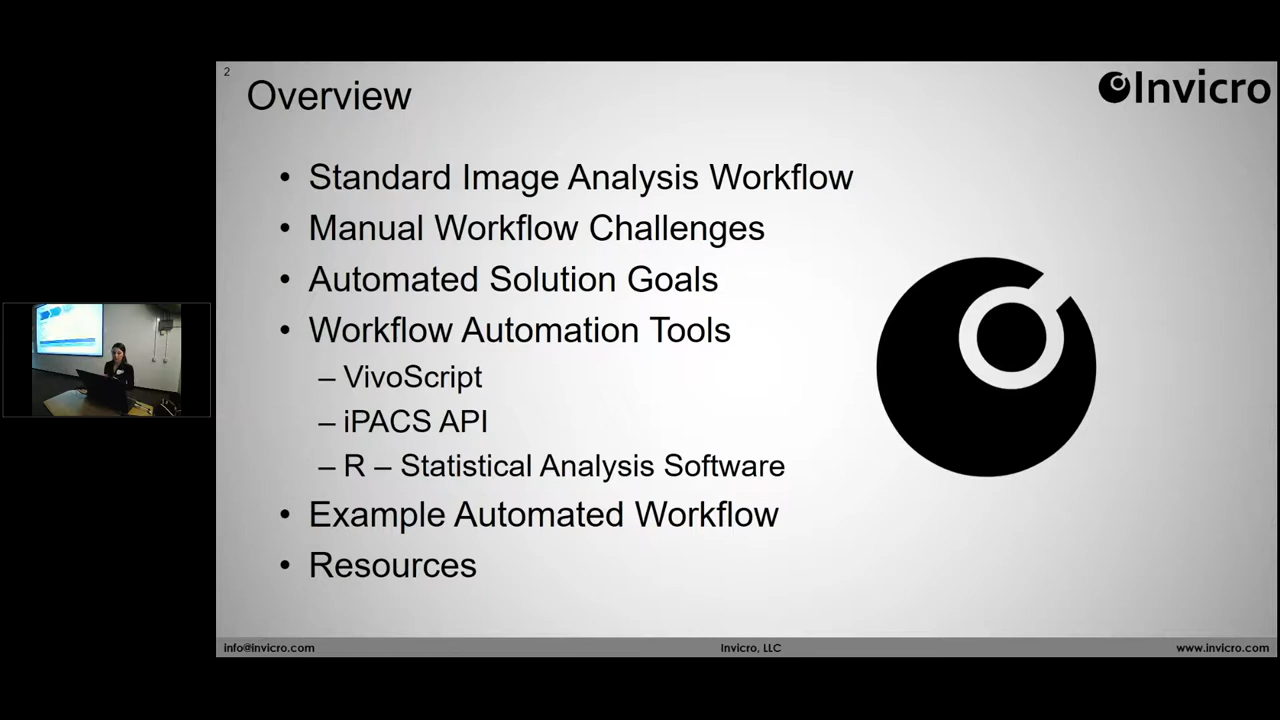 2
Overview
Invicro
• Standard Image Analysis Workflow
• Manual Workflow Challenges
• Automated Solution Goals
• Workflow Automation Tools
– VivoScript
– iPACS API
– R – Statistical Analysis Software
• Example Automated Workflow
• Resources
info@invicro.com
Invicro, LLC
www.invicro.com